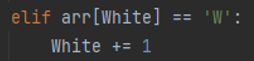 elif arr[White] == 'W':
    White += 1